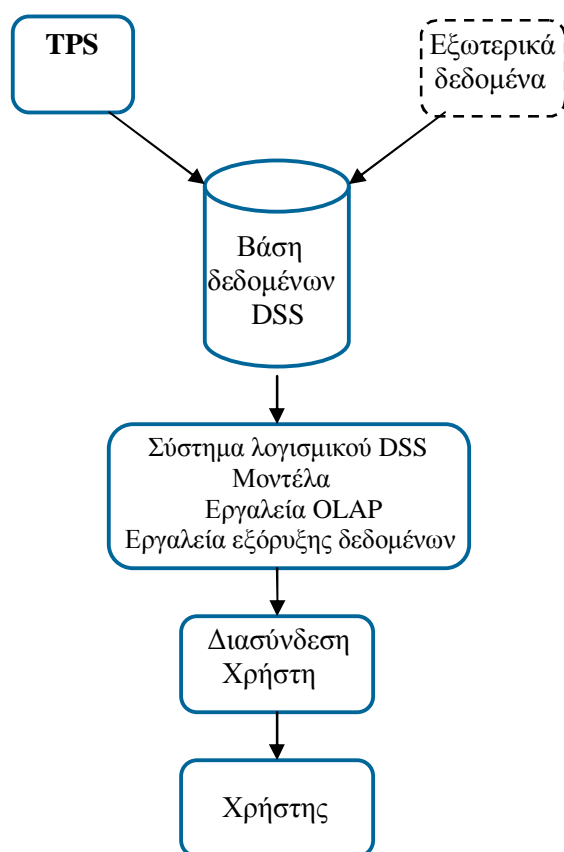 TPS
Εξωτερικά
δεδομένα
Βάση
δεδομένων
DSS
Σύστημα λογισμικού DSS
Μοντέλα
Εργαλεία OLAP
Εργαλεία εξόρυξης δεδομένων
Διασύνδεση
Χρήστη
Χρήστης